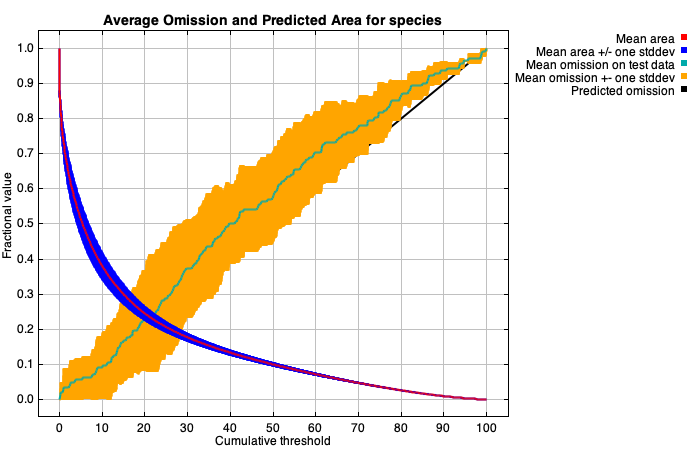 Average Omission and Predicted Area for species
Mean area
Mean area +/- one stddev
Mean omission on test data
Mean omission +- one stddev
Predicted omission
Fractional value
1.0
0.9
0.8
0.7
0.6
0.5
0.4
0.3
0.2
0.1
0.0
0 10 20 30 40 50 60 70 80 90 100
Cumulative threshold